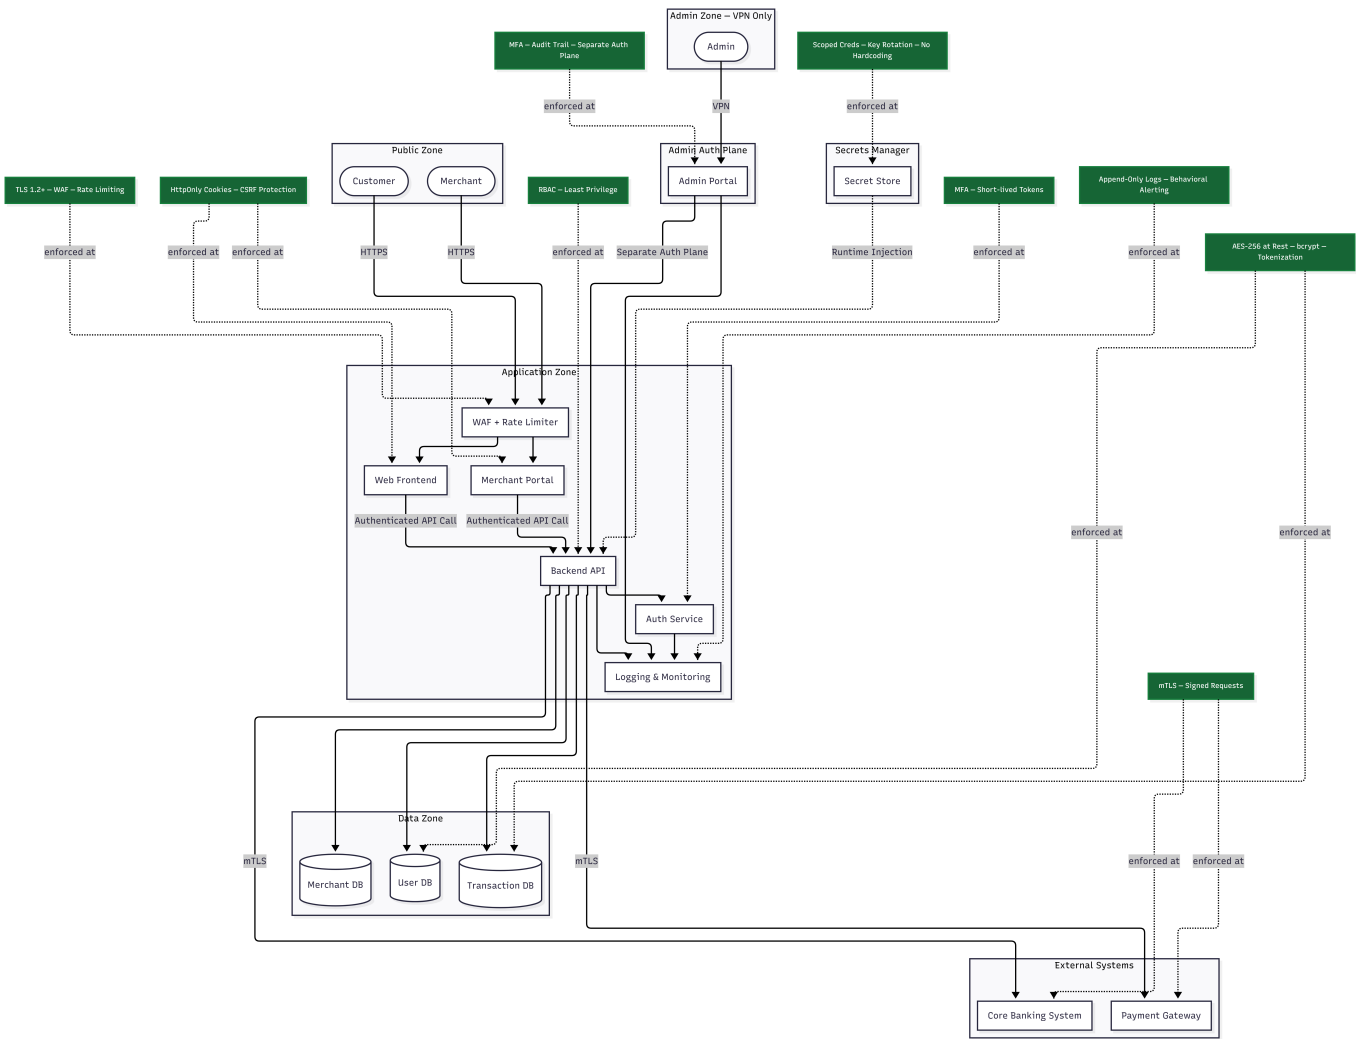 Admin Zone – VPN Only
MFA – Audit Trail – Separate Auth
Plane
Admin
Scoped Creds – Key Rotation – No
Hardcoding
enforced at
VPN
enforced at
Public Zone
Admin Auth Plane
Secrets Manager
TLS 1.2+ – WAF – Rate Limiting
HttpOnly Cookies – CSRF Protection
Customer
Merchant
RBAC – Least Privilege
Admin Portal
Secret Store
MFA – Short-lived Tokens
Append-Only Logs – Behavioral
Alerting
AES-256 at Rest – bcrypt –
Tokenization
enforced at
enforced at
enforced at
HTTPS
HTTPS
enforced at
Separate Auth Plane
Runtime Injection
enforced at
enforced at
Application Zone
WAF + Rate Limiter
Web Frontend
Merchant Portal
Authenticated API Call
Authenticated API Call
enforced at
enforced at
Backend API
Auth Service
Logging & Monitoring
mTLS – Signed Requests
Data Zone
mTLS
Merchant DB
User DB
Transaction DB
mTLS
enforced at
enforced at
External Systems
Core Banking System
Payment Gateway